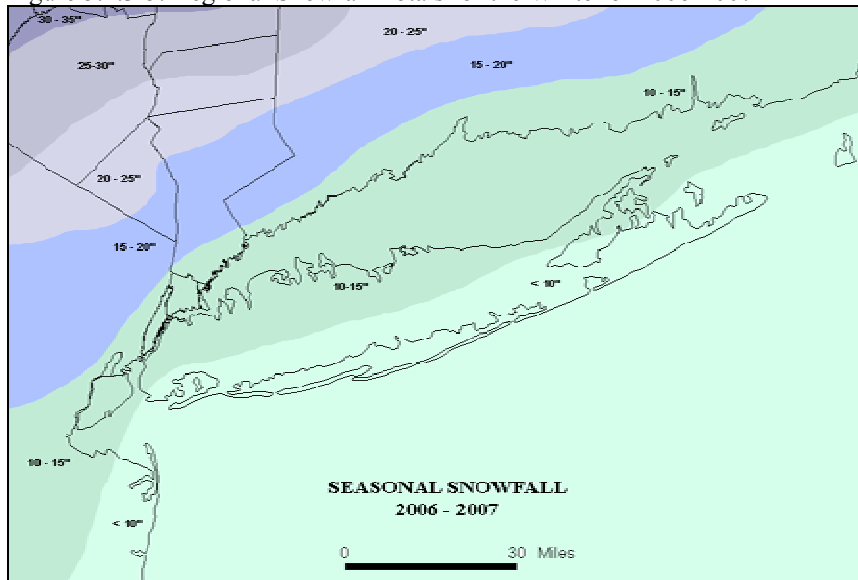 30 - 35"
20 - 25"
25-30"
15 - 20"
10 - 15"
20 - 25"
15 - 20"
10-15"
< 10"
10 - 15"
SEASONAL SNOWFALL
2006 - 2007
< 10"
0 30 Miles